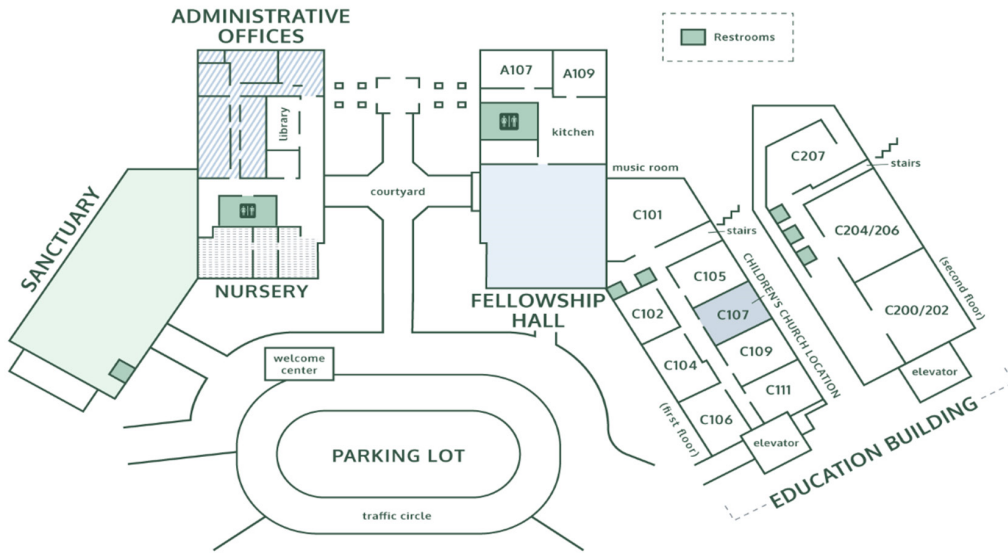 ADMINISTRATIVE
OFFICES
Restrooms
A107
A109
library
kitchen
music room
C207
stairs
courtyard
SANCTUARY
C101
stairs
C204/206
(second floor)
NURSERY
FELLOWSHIP
HALL
C105
CHILDREN'S CHURCH LOCATION
C102
C107
C200/202
C104
C109
elevator
welcome
center
C106
C111
(first floor)
elevator
EDUCATION BUILDING
PARKING LOT
traffic circle